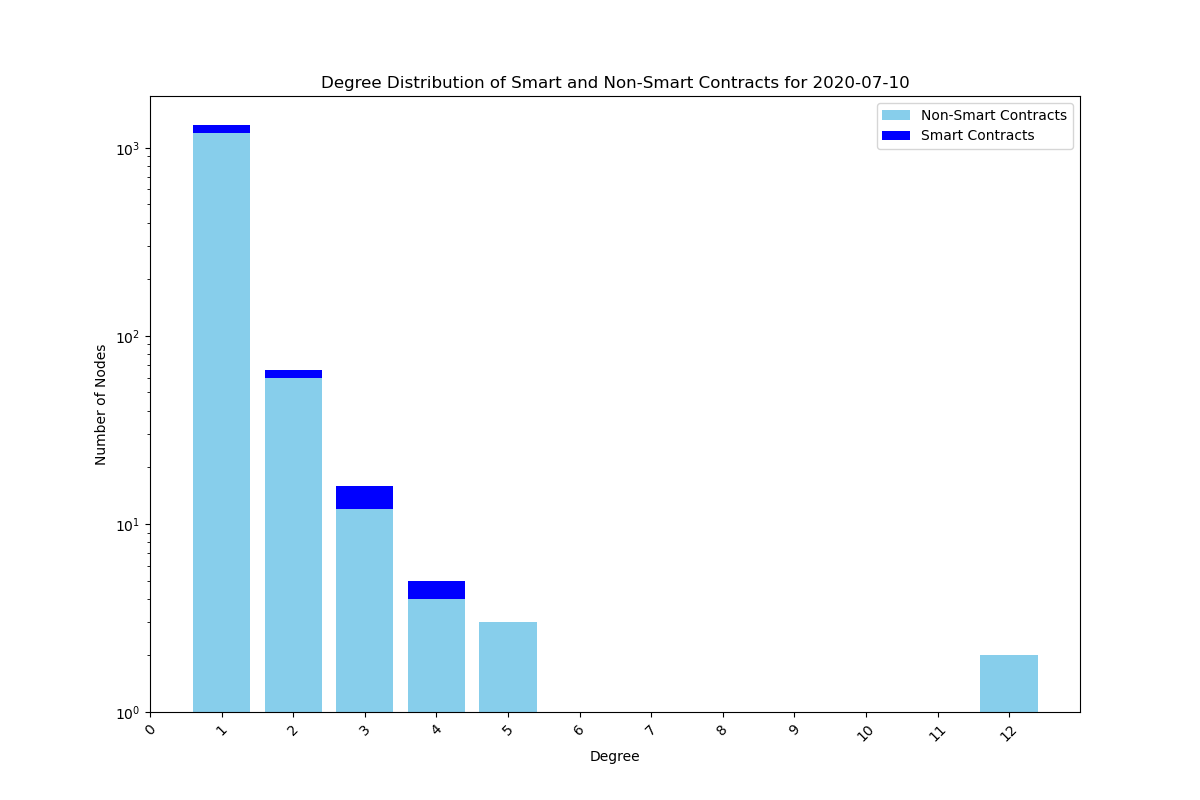 Degree Distribution of Smart and Non-Smart Contracts for 2020-07-10
Non-Smart Contracts
Smart Contracts
Number of Nodes
10³
10²
10¹
10⁰
0 1 2 3 4 5 6 7 8 9 10 11 12
Degree